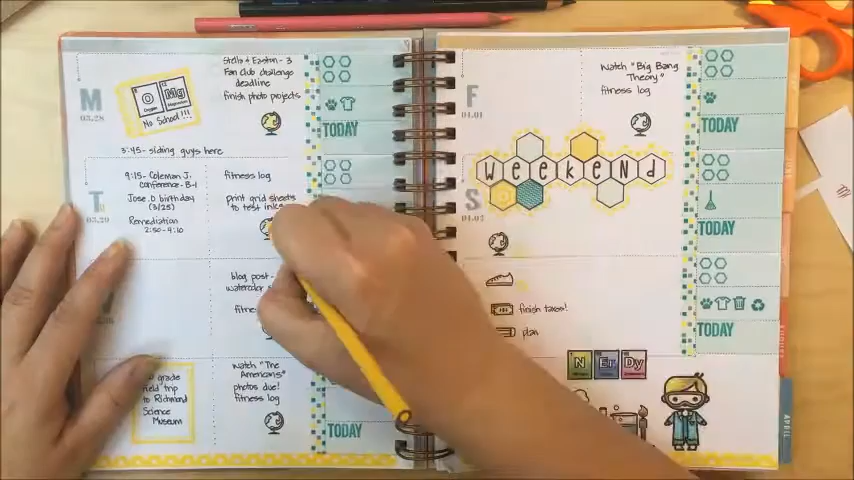 M
03.28
O
Oxygen
Mg
Magnesium
No School!!!
3:45- siding guys here
Stella & Easton - 3
Fan club challenge
deadline
finish photo projects
TODAY
T
03.29
9:15- Coleman J.
Conference- B-1
Jose. D birthday
(3/25)
Remediation
2:50-4:10
fitness log
print grid sheets
to test inks
blog post-
grade
field trip
to Richmond
Science
Museum
watch "The
Americans"
photos due!
fitness log
TODAY
F
04.01
watch "Big Bang
Theory"
fitness log
TODAY
weekend
S
04.02
TODAY
finish taxes!
plan
TODAY
N Er Dy
APRIL